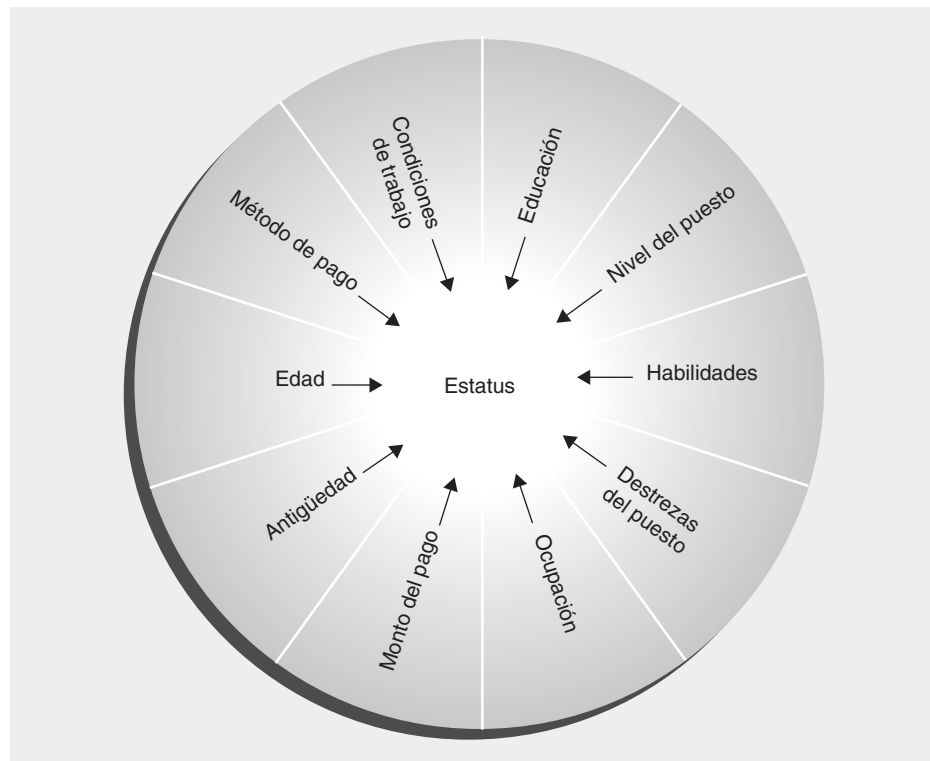 Condiciones
de trabajo
Educación
Nivel del puesto
Habilidades
Destrezas
del puesto
Ocupación
Monto del pago
Antigüedad
Edad
Método de pago
Estatus